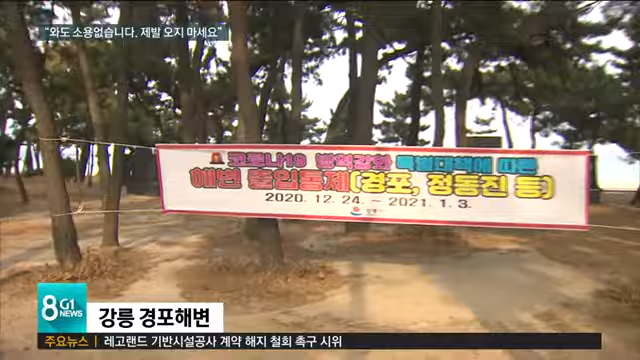 “와도 소용없습니다. 제발 오지 마세요”
코로나19 방역강화 특별대책에 따른
해변 출입통제(경포, 정동진 등)
2020. 12. 24. ~ 2021. 1. 3.
8 G1 NEWS
강릉 경포해변
주요뉴스 레고랜드 기반시설공사 계약 해지 철회 촉구 시위